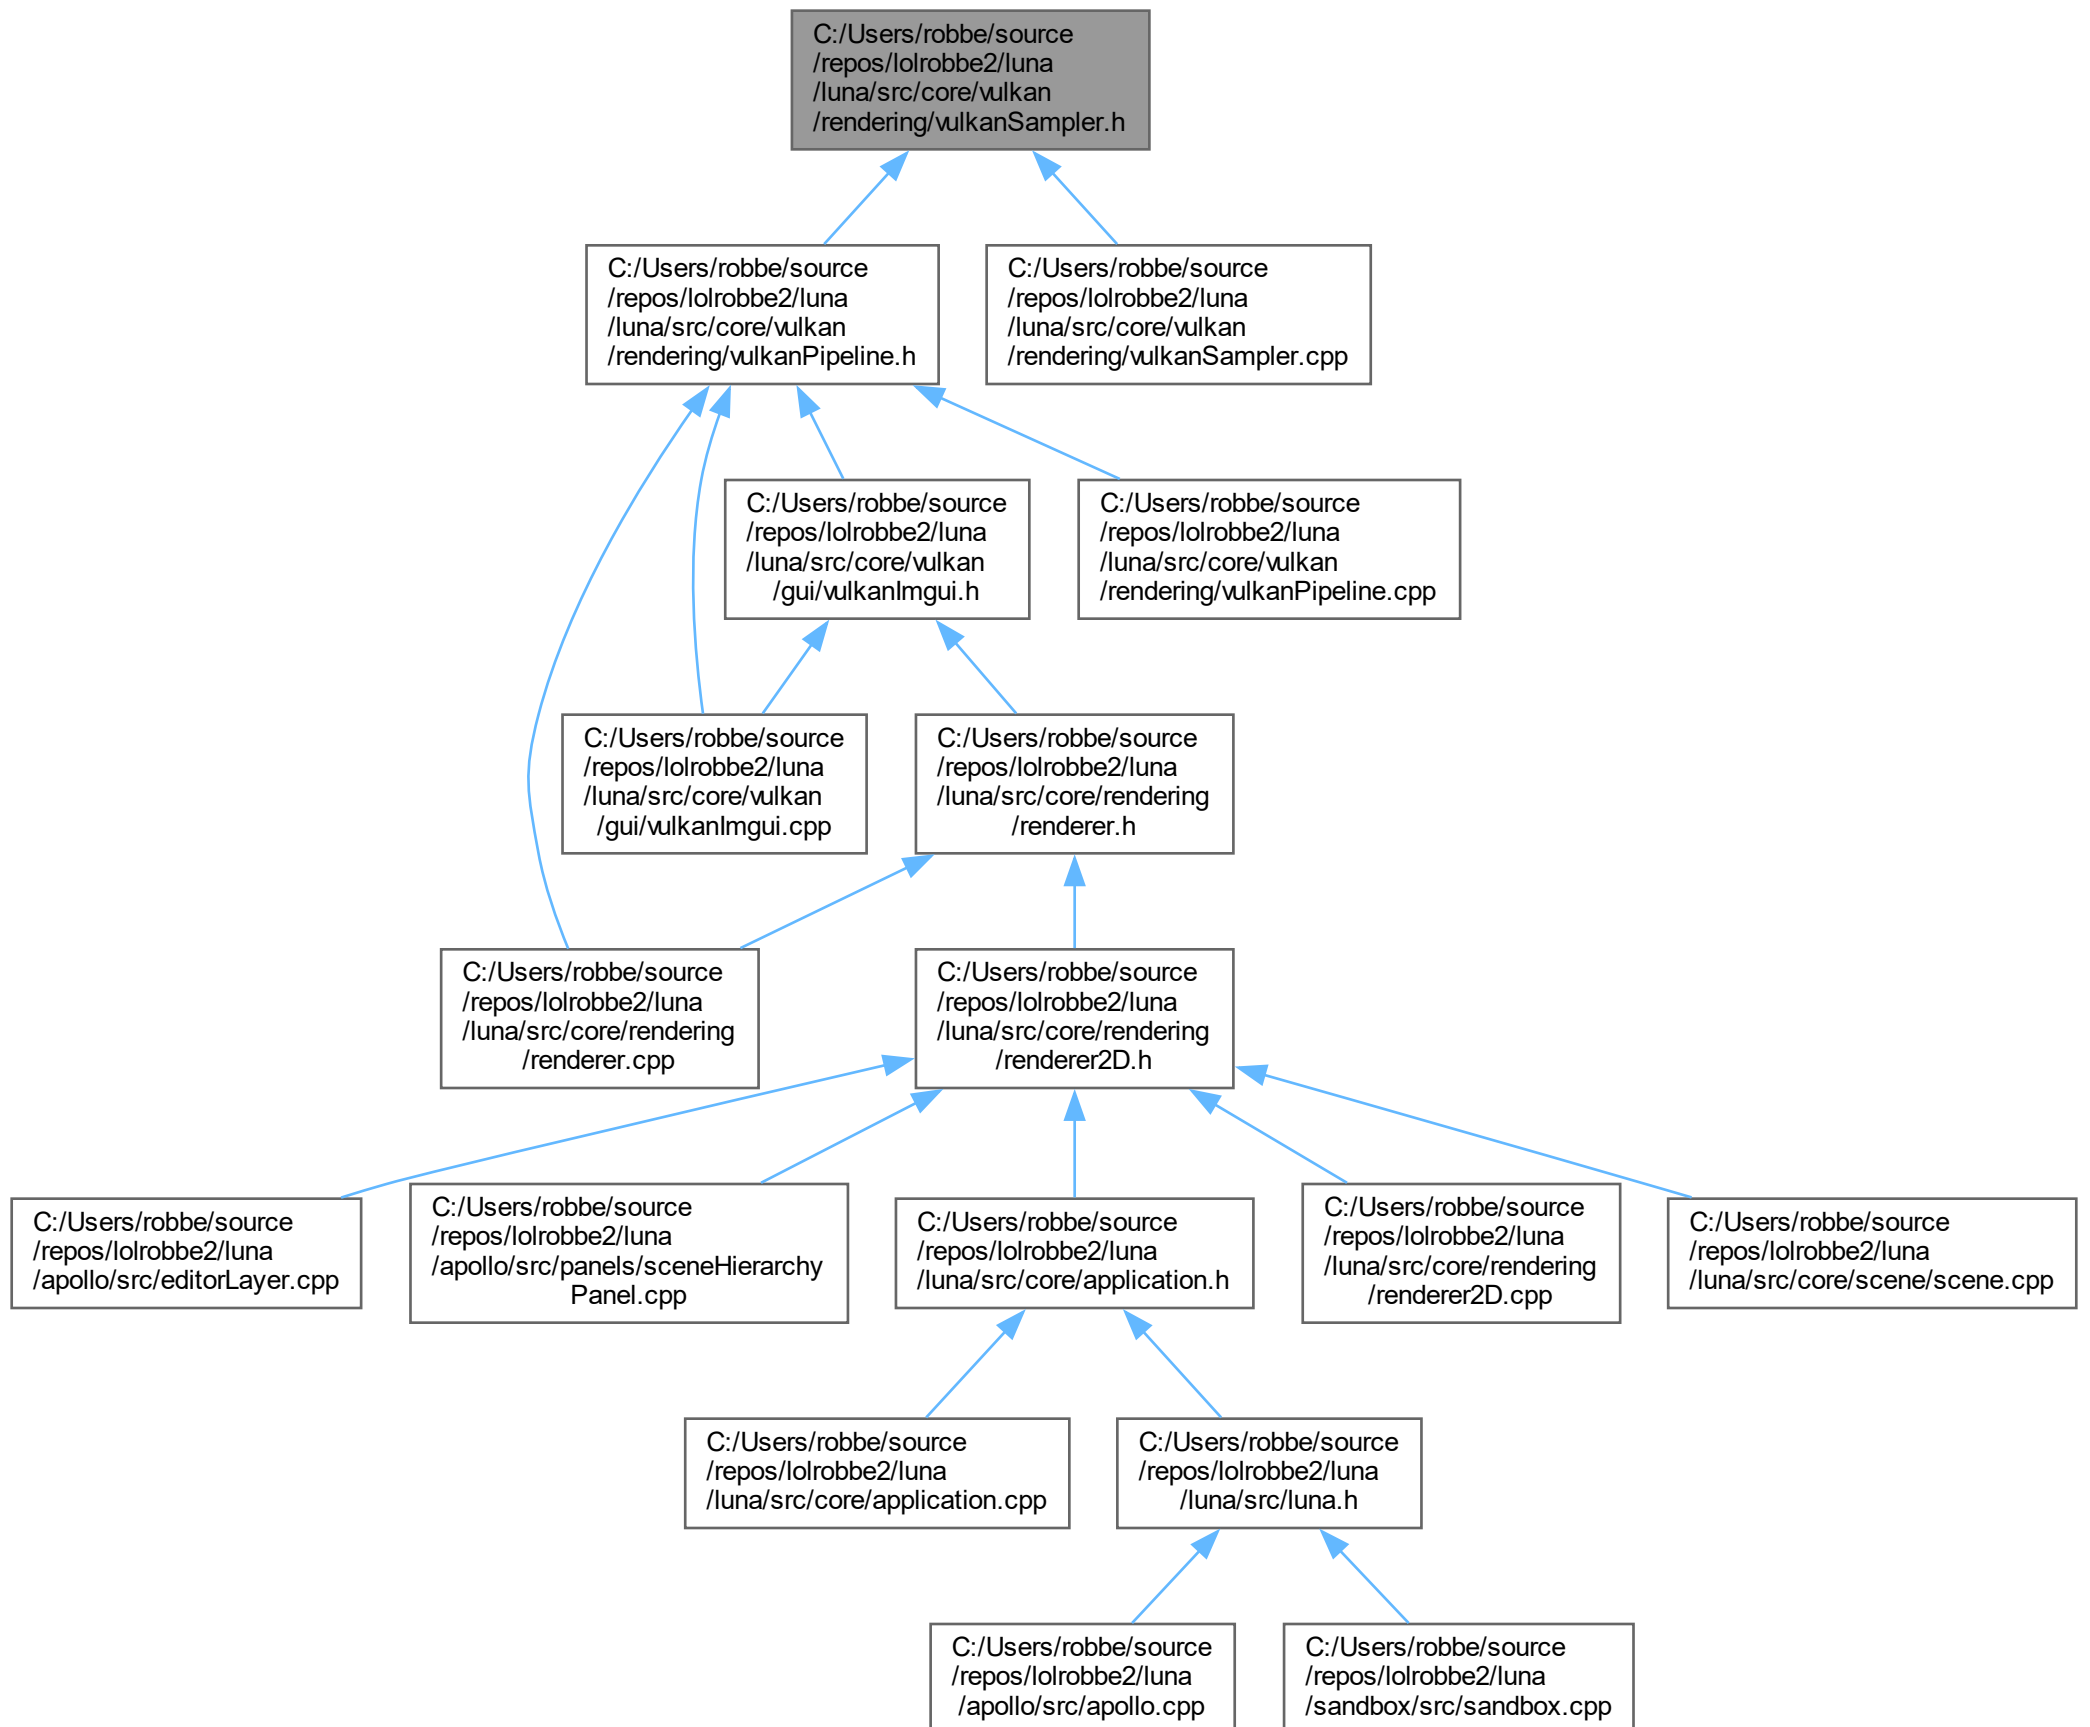 C:/Users/robbe/source
/repos/lolrobbe2/luna
/luna/src/core/vulkan
/rendering/vulkanSampler.h
C:/Users/robbe/source
/repos/lolrobbe2/luna
/luna/src/core/vulkan
/rendering/vulkanPipeline.h
C:/Users/robbe/source
/repos/lolrobbe2/luna
/luna/src/core/vulkan
/rendering/vulkanSampler.cpp
C:/Users/robbe/source
/repos/lolrobbe2/luna
/luna/src/core/vulkan
/gui/vulkanImgui.h
C:/Users/robbe/source
/repos/lolrobbe2/luna
/luna/src/core/vulkan
/rendering/vulkanPipeline.cpp
C:/Users/robbe/source
/repos/lolrobbe2/luna
/luna/src/core/vulkan
/gui/vulkanImgui.cpp
C:/Users/robbe/source
/repos/lolrobbe2/luna
/luna/src/core/rendering
/renderer.h
C:/Users/robbe/source
/repos/lolrobbe2/luna
/luna/src/core/rendering
/renderer.cpp
C:/Users/robbe/source
/repos/lolrobbe2/luna
/luna/src/core/rendering
/renderer2D.h
C:/Users/robbe/source
/repos/lolrobbe2/luna
/apollo/src/editorLayer.cpp
C:/Users/robbe/source
/repos/lolrobbe2/luna
/apollo/src/panels/sceneHierarchy
Panel.cpp
C:/Users/robbe/source
/repos/lolrobbe2/luna
/luna/src/core/application.h
C:/Users/robbe/source
/repos/lolrobbe2/luna
/luna/src/core/rendering
/renderer2D.cpp
C:/Users/robbe/source
/repos/lolrobbe2/luna
/luna/src/core/scene/scene.cpp
C:/Users/robbe/source
/repos/lolrobbe2/luna
/luna/src/core/application.cpp
C:/Users/robbe/source
/repos/lolrobbe2/luna
/luna/src/luna.h
C:/Users/robbe/source
/repos/lolrobbe2/luna
/apollo/src/apollo.cpp
C:/Users/robbe/source
/repos/lolrobbe2/luna
/sandbox/src/sandbox.cpp